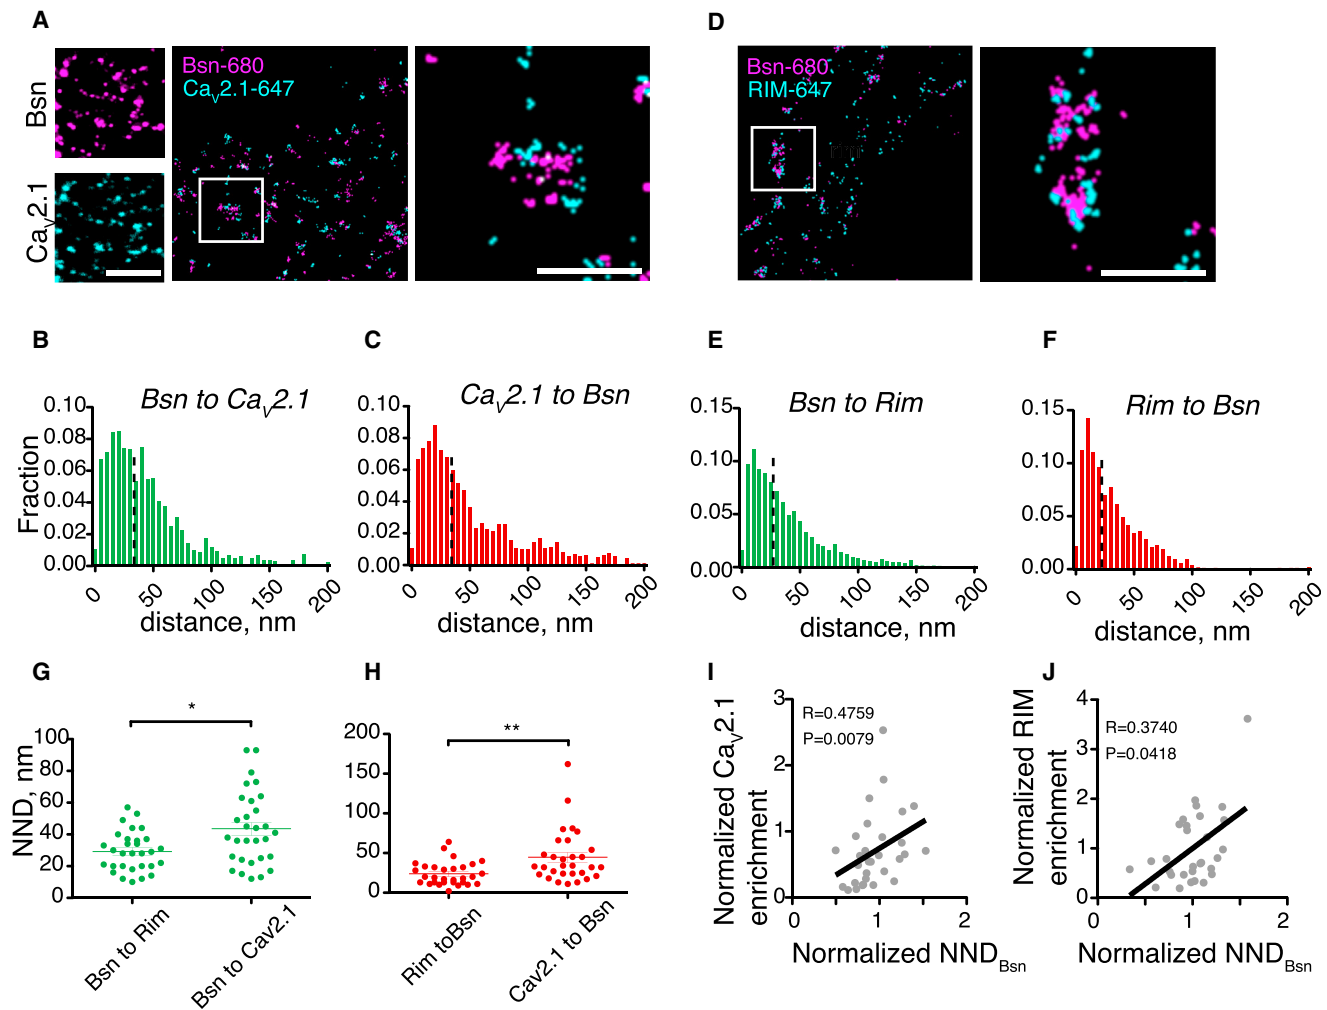 A
Bsn
CaV2.1
Bsn-680
CaV2.1-647
D
Bsn-680
RIM-647
B
Bsn to CaV2.1
Fraction
0.10
0.08
0.06
0.04
0.02
0.00
0
50
100
150
200
distance, nm
C
CaV2.1 to Bsn
0.10
0.08
0.06
0.04
0.02
0.00
0
50
100
150
200
distance, nm
E
Bsn to Rim
0.15
0.10
0.05
0.00
0
50
100
150
200
distance, nm
F
Rim to Bsn
0.15
0.10
0.05
0.00
0
50
100
150
200
distance, nm
G
*
NND, nm
100
80
60
40
20
0
Bsn to Rim
Bsn to Cav2.1
H
**
200
150
100
50
0
Rim toBsn
Cav2.1 to Bsn
I
R=0.4759
P=0.0079
Normalized CaV2.1
enrichment
3
2
1
0
0
1
2
Normalized NNDBsn
J
R=0.3740
P=0.0418
Normalized RIM
enrichment
4
3
2
1
0
0
1
2
Normalized NNDBsn